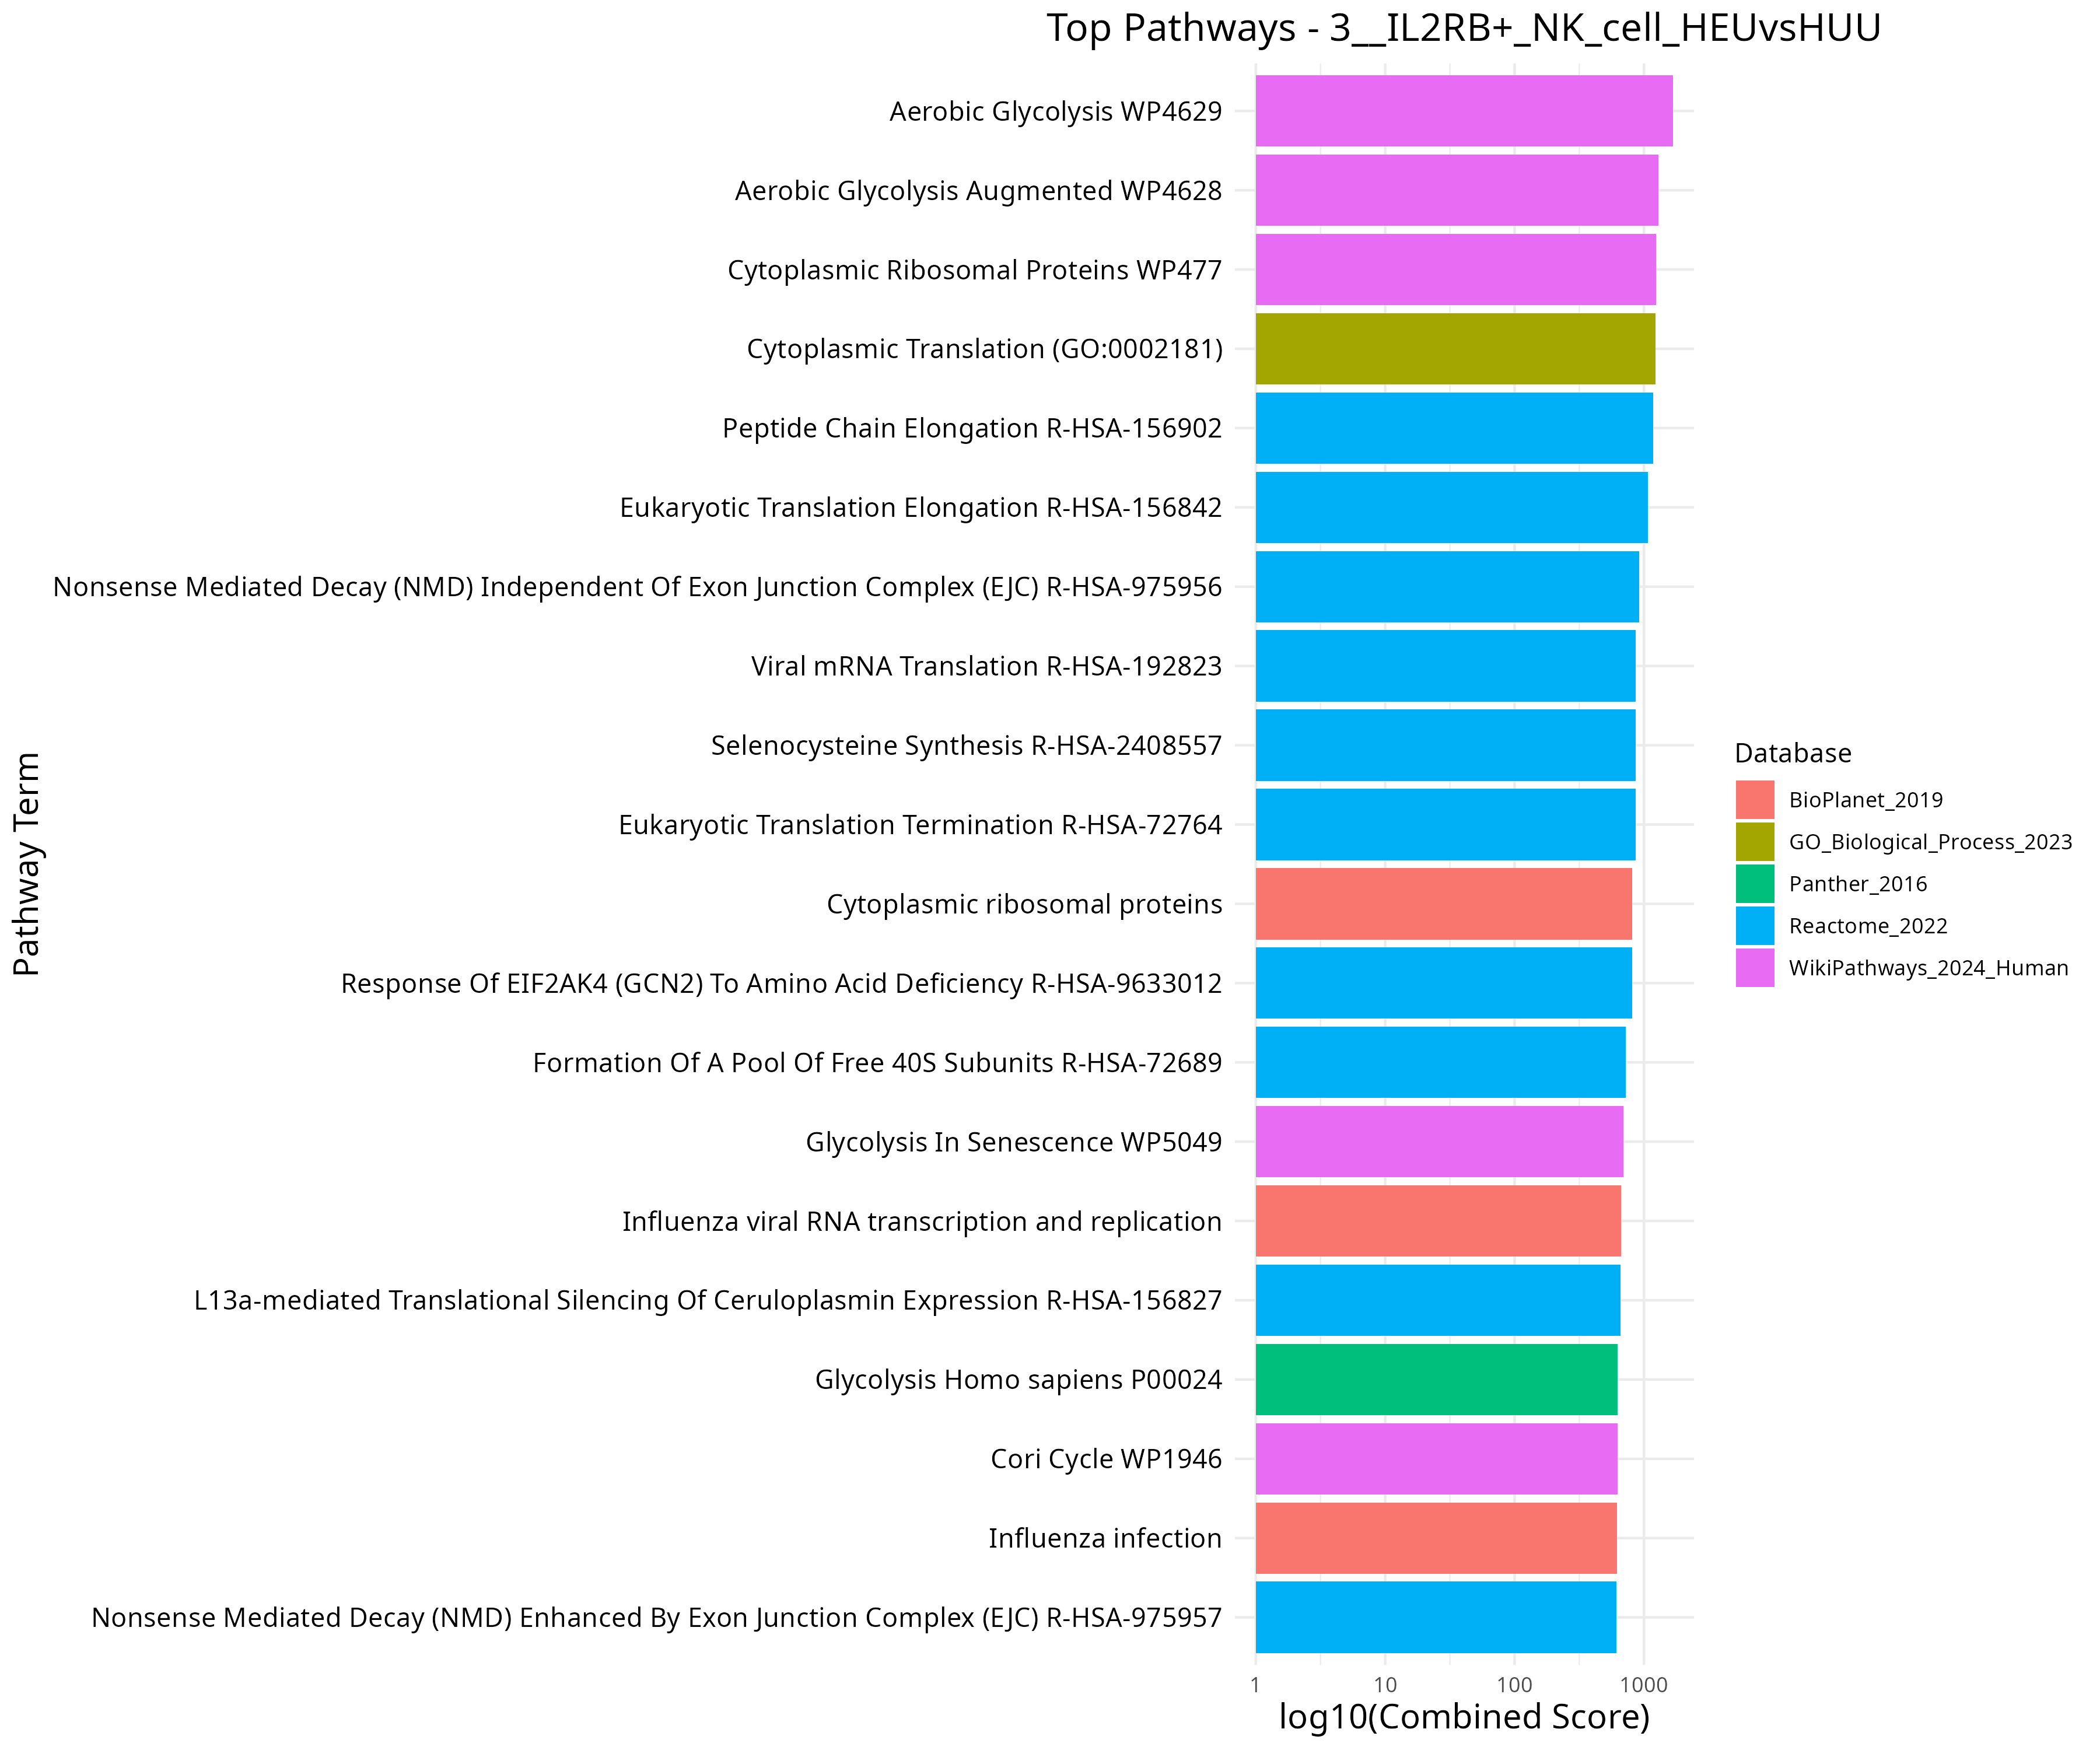 Top Pathways - 3__IL2RB+_NK_cell_HEUvsHUU
Pathway Term
Aerobic Glycolysis WP4629
Aerobic Glycolysis Augmented WP4628
Cytoplasmic Ribosomal Proteins WP477
Cytoplasmic Translation (GO:0002181)
Peptide Chain Elongation R-HSA-156902
Eukaryotic Translation Elongation R-HSA-156842
Nonsense Mediated Decay (NMD) Independent Of Exon Junction Complex (EJC) R-HSA-975956
Viral mRNA Translation R-HSA-192823
Selenocysteine Synthesis R-HSA-2408557
Eukaryotic Translation Termination R-HSA-72764
Cytoplasmic ribosomal proteins
Response Of EIF2AK4 (GCN2) To Amino Acid Deficiency R-HSA-9633012
Formation Of A Pool Of Free 40S Subunits R-HSA-72689
Glycolysis In Senescence WP5049
Influenza viral RNA transcription and replication
L13a-mediated Translational Silencing Of Ceruloplasmin Expression R-HSA-156827
Glycolysis Homo sapiens P00024
Cori Cycle WP1946
Influenza infection
Nonsense Mediated Decay (NMD) Enhanced By Exon Junction Complex (EJC) R-HSA-975957
1 10 100 1000
log10(Combined Score)
Database
BioPlanet_2019
GO_Biological_Process_2023
Panther_2016
Reactome_2022
WikiPathways_2024_Human